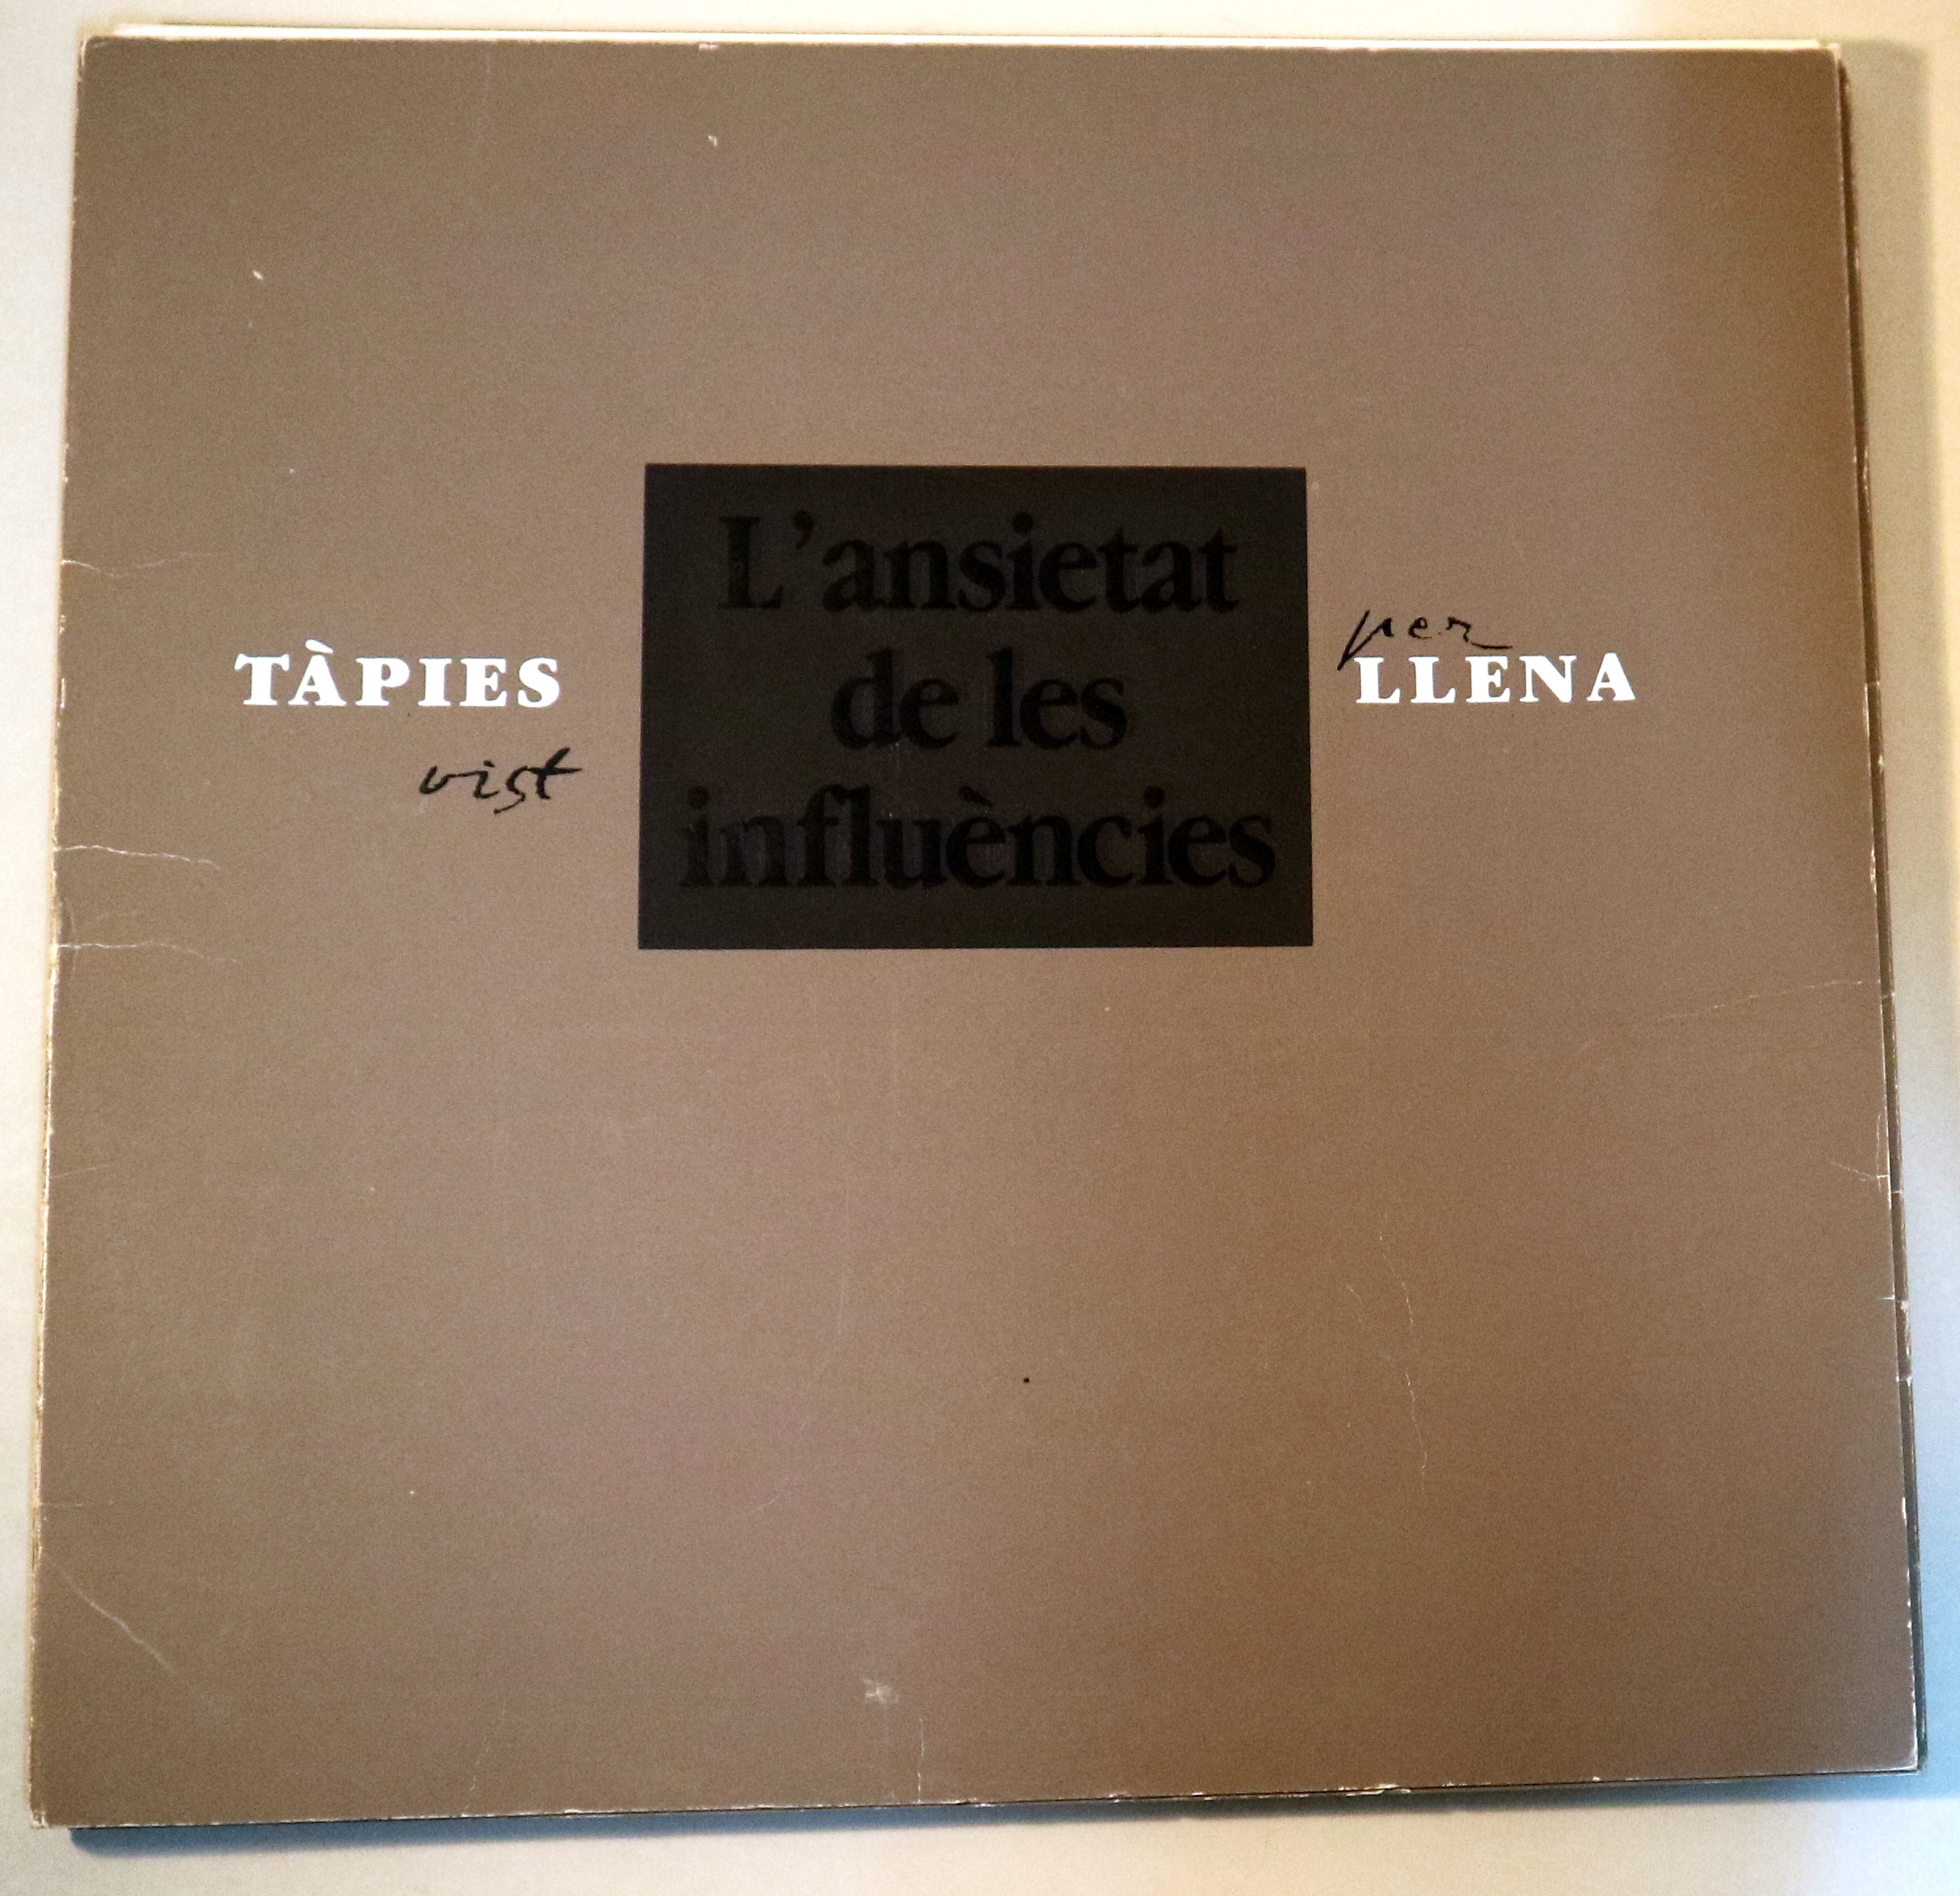 TÀPIES
vist
L'ansietat
de les
influències
per
LLENA